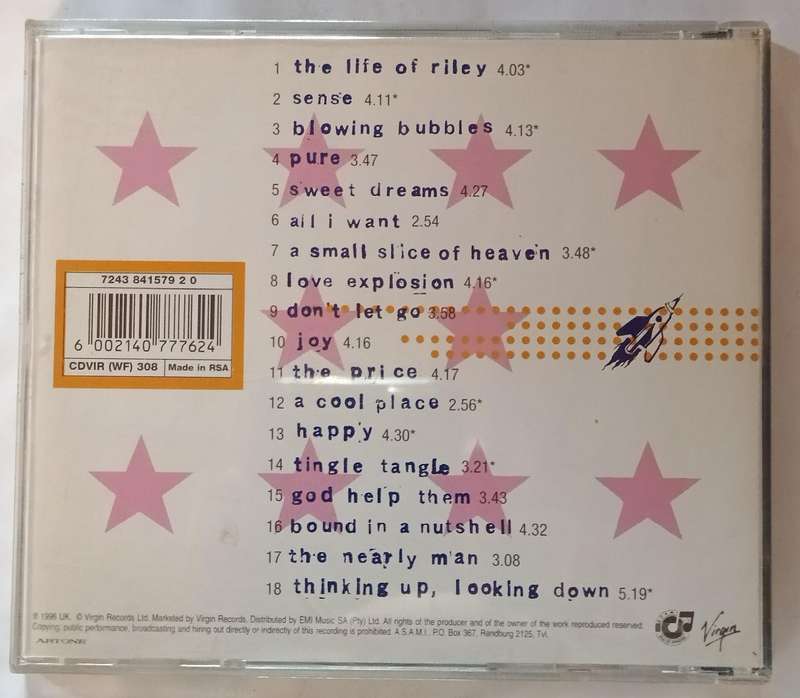 1 the life of riley 4.03*
2 sense 4.11*
3 blowing bubbles 4.13*
4 pure 3.47
5 sweet dreams 4.27
6 all i want 2.54
7 a small slice of heaven 3.48*
8 love explosion 4.16*
9 don't let go 3.58
10 joy 4.16
11 the price 4.17
12 a cool place 2.56*
13 happy 4.30*
14 tingle tangle 3.21*
15 god help them 3.43
16 bound in a nutshell 4.32
17 the nearly man 3.08
18 thinking up, looking down 5.19*
7243 841579 2 0
6 002140 777624
CDVIR (WF) 308 Made in RSA
℗ 1996 UK. © Virgin Records Ltd. Marketed by Virgin Records. Distributed by EMI Music SA (Pty) Ltd. All rights of the producer and of the owner of the work reproduced reserved.
Copying, public performance, broadcasting and hiring out directly or indirectly of this recording is prohibited. A.S.A.M.I., P.O. Box 367, Randburg 2125, Tvl.
ARTONE
Virgin